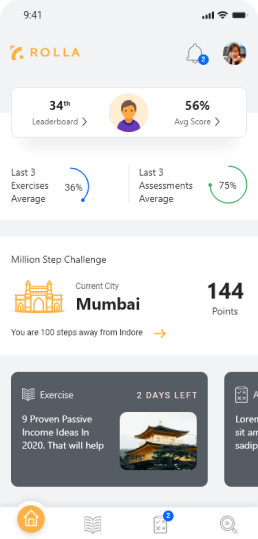 9:41
ROLLA
2
34th
Leaderboard
56%
Avg Score
Last 3
Exercises
Average
36%
Last 3
Assessments
Average
75%
Million Step Challenge
Current City
Mumbai
144
Points
You are 100 steps away from Indore
Exercise
2 DAYS LEFT
9 Proven Passive
Income Ideas In
2020. That will help
A
Loren
sit am
sadip
2